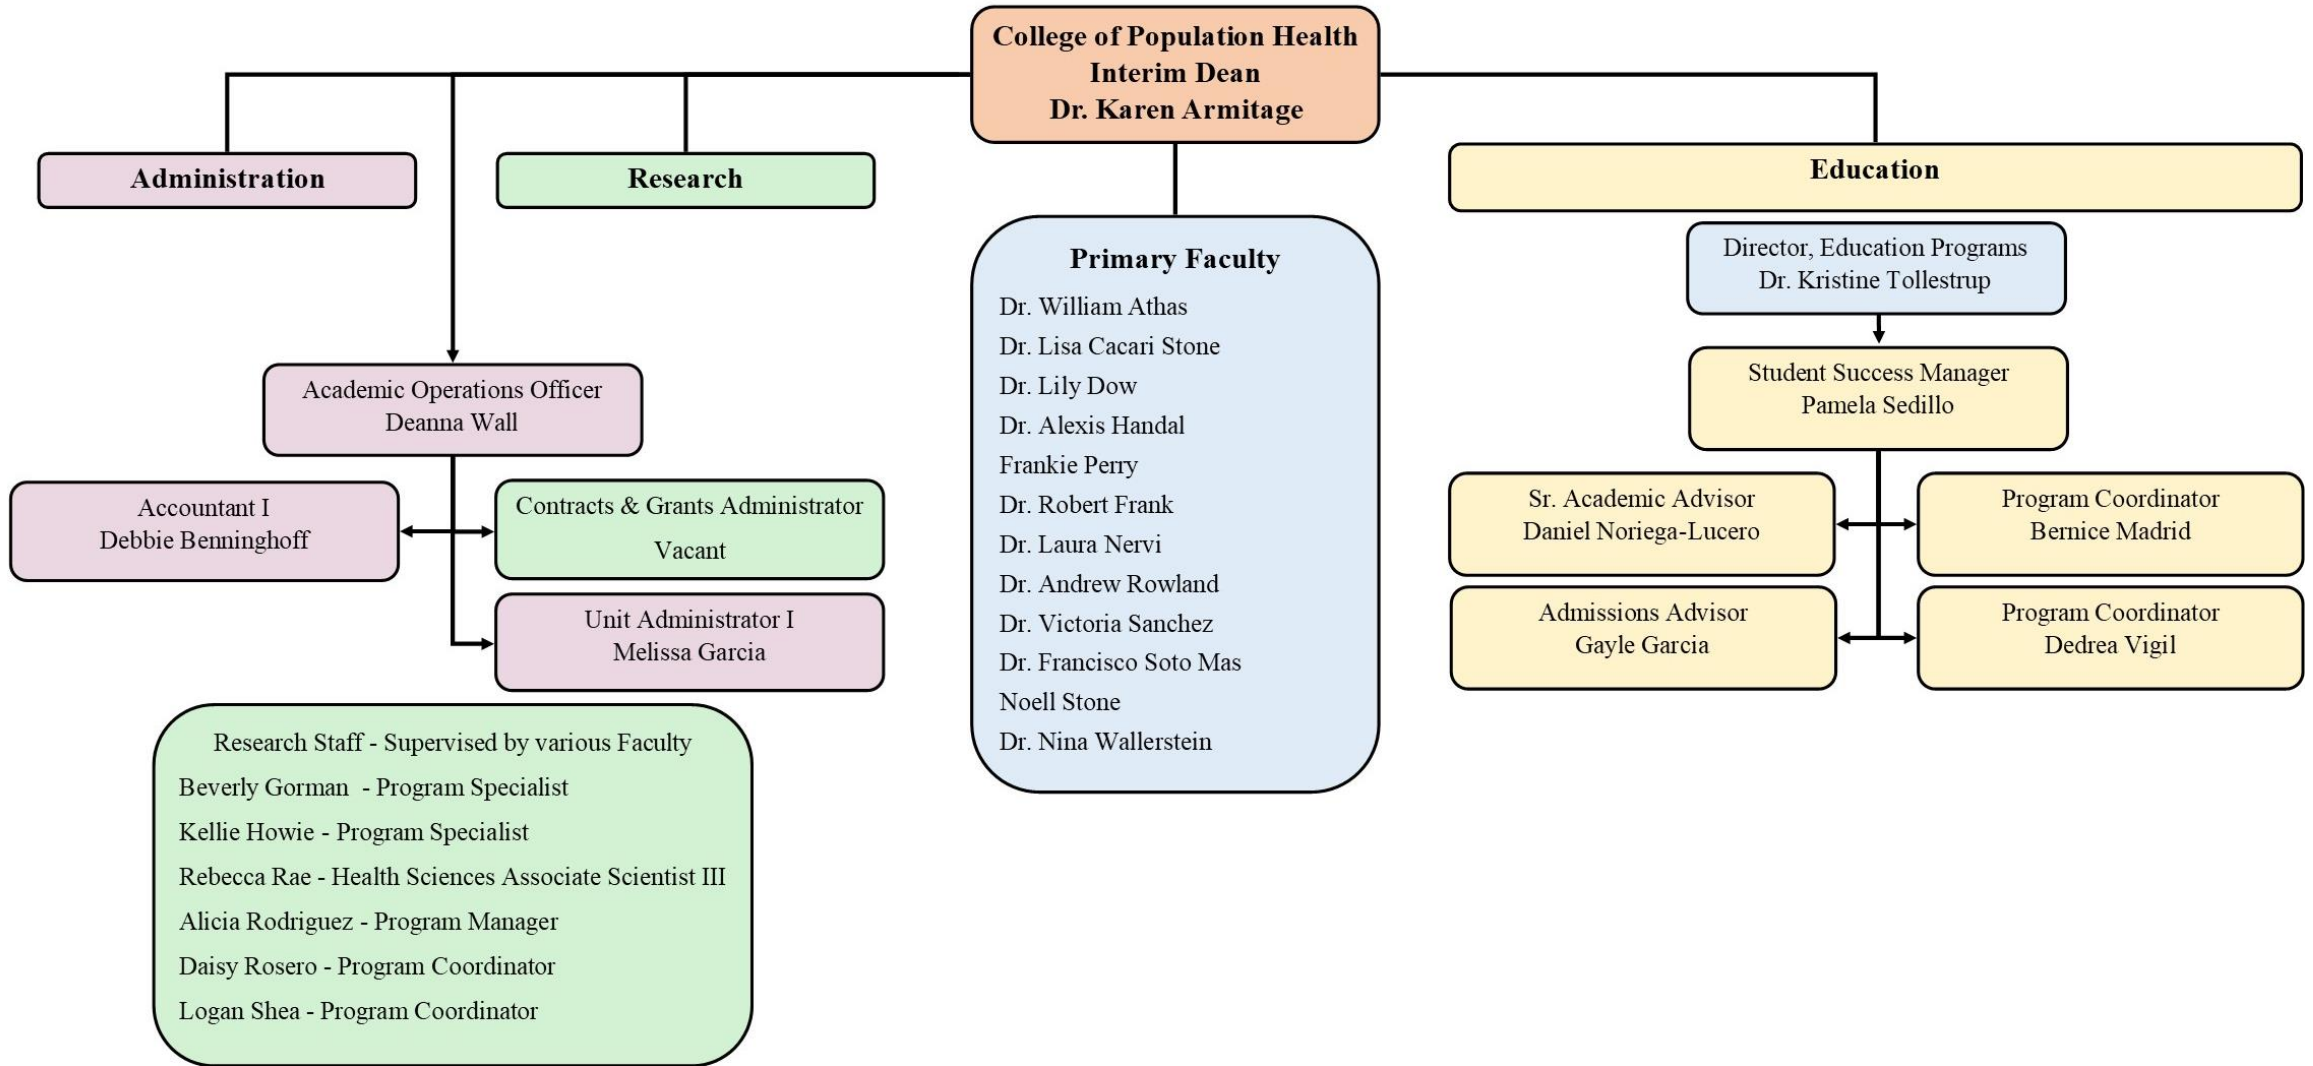 College of Population Health
Interim Dean
Dr. Karen Armitage
Administration
Research
Education
Primary Faculty
Dr. William Athas
Dr. Lisa Cacari Stone
Dr. Lily Dow
Dr. Alexis Handal
Frankie Perry
Dr. Robert Frank
Dr. Laura Nervi
Dr. Andrew Rowland
Dr. Victoria Sanchez
Dr. Francisco Soto Mas
Noell Stone
Dr. Nina Wallerstein
Director, Education Programs
Dr. Kristine Tollestrup
Student Success Manager
Pamela Sedillo
Sr. Academic Advisor
Daniel Noriega-Lucero
Program Coordinator
Bernice Madrid
Admissions Advisor
Gayle Garcia
Program Coordinator
Dedrea Vigil
Academic Operations Officer
Deanna Wall
Accountant I
Debbie Benninghoff
Contracts & Grants Administrator
Vacant
Unit Administrator I
Melissa Garcia
Research Staff - Supervised by various Faculty
Beverly Gorman  - Program Specialist
Kellie Howie - Program Specialist
Rebecca Rae - Health Sciences Associate Scientist III
Alicia Rodriguez - Program Manager
Daisy Rosero - Program Coordinator
Logan Shea - Program Coordinator